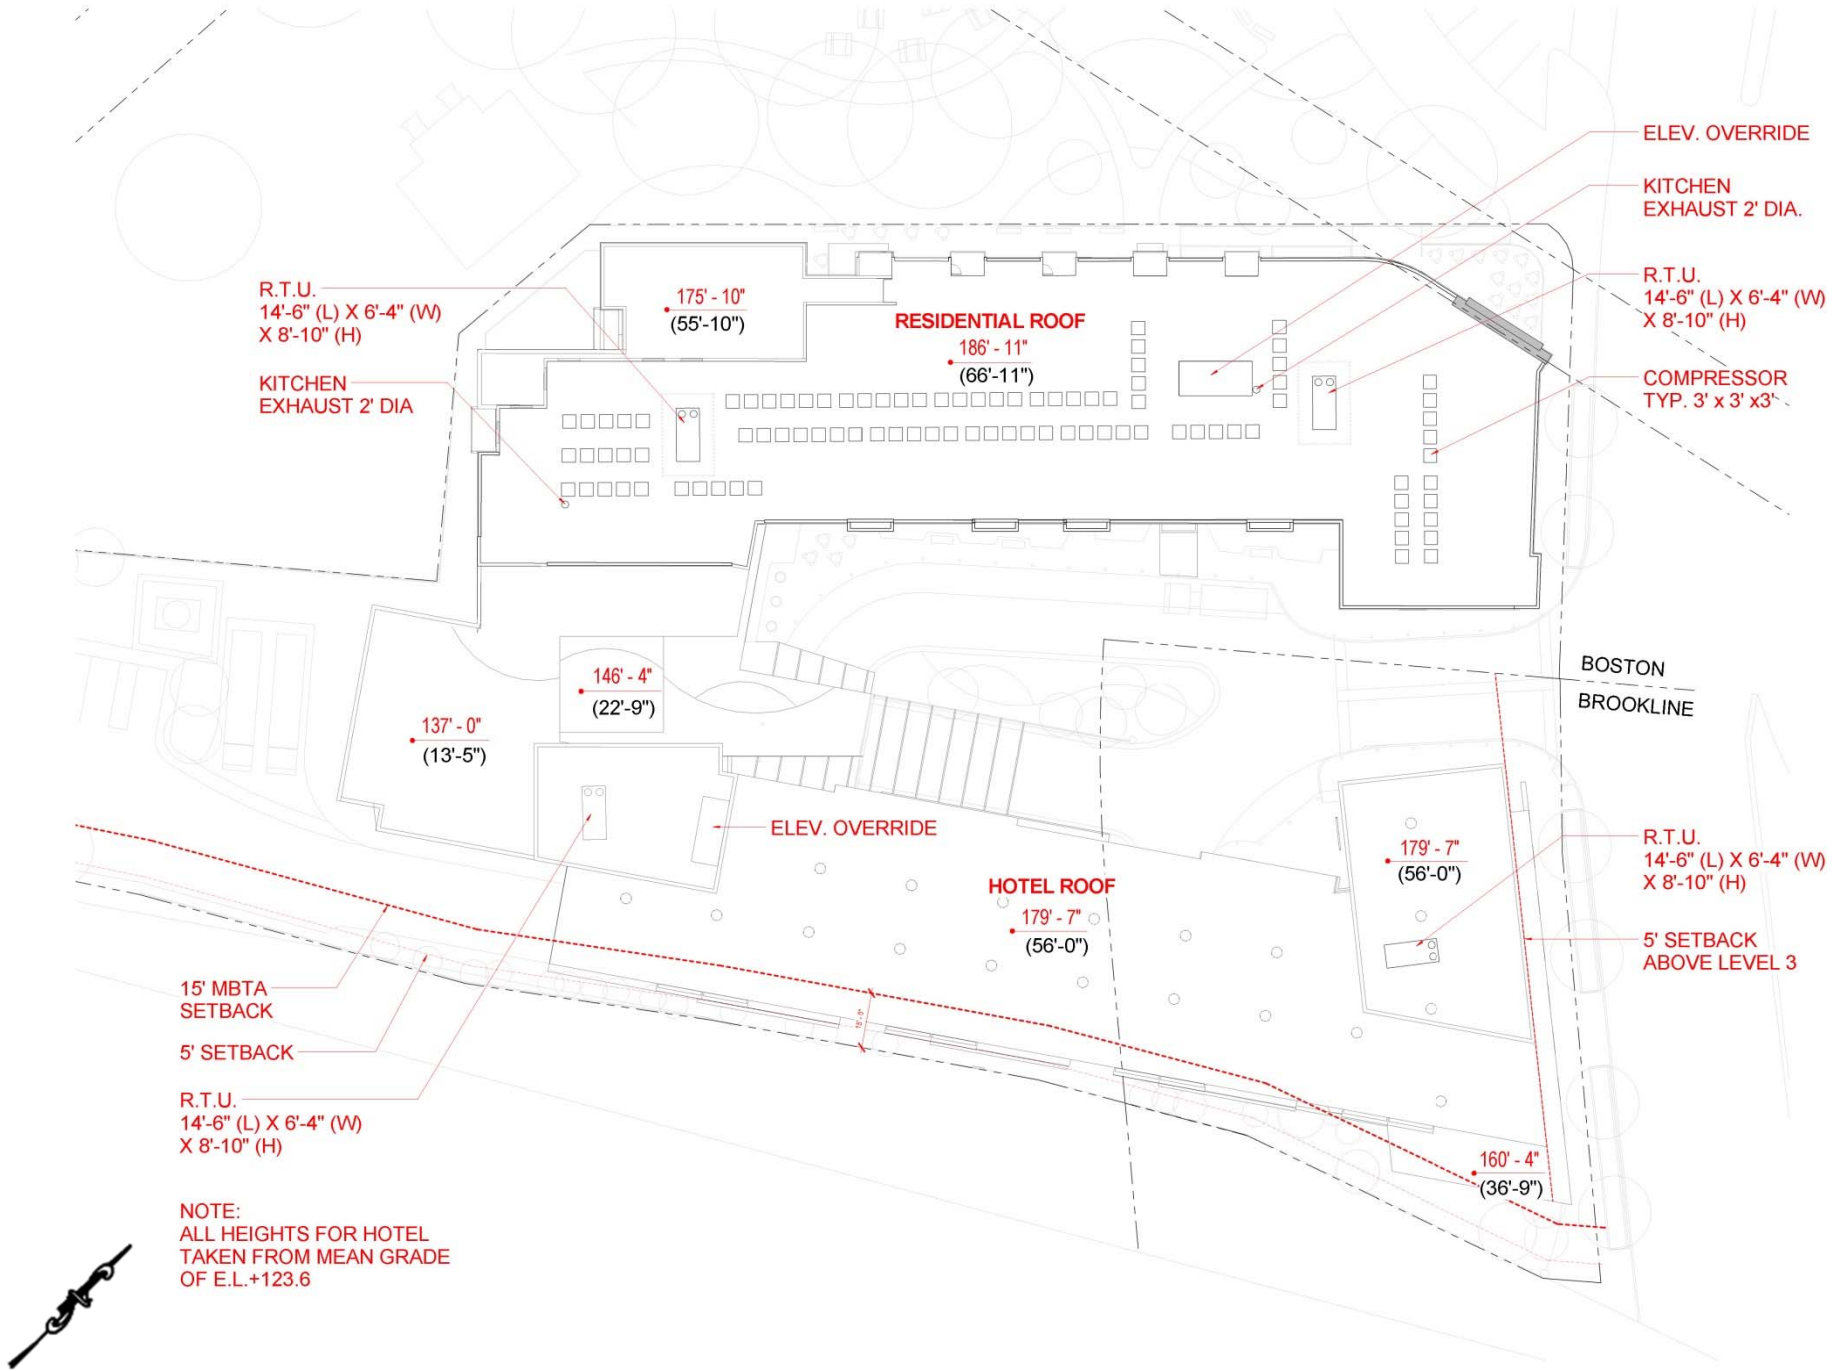 ELEV. OVERRIDE
KITCHEN
EXHAUST 2' DIA.
R.T.U.
14'-6" (L) X 6'-4" (W)
X 8'-10" (H)
COMPRESSOR
TYP. 3' x 3' x3'
R.T.U.
14'-6" (L) X 6'-4" (W)
X 8'-10" (H)
KITCHEN
EXHAUST 2' DIA
175' - 10"
(55'-10")
RESIDENTIAL ROOF
186' - 11"
(66'-11")
BOSTON
BROOKLINE
146' - 4"
(22'-9")
137' - 0"
(13'-5")
ELEV. OVERRIDE
HOTEL ROOF
179' - 7"
(56'-0")
179' - 7"
(56'-0")
R.T.U.
14'-6" (L) X 6'-4" (W)
X 8'-10" (H)
5' SETBACK
ABOVE LEVEL 3
15' MBTA
SETBACK
15' - 0"
5' SETBACK
R.T.U.
14'-6" (L) X 6'-4" (W)
X 8'-10" (H)
160' - 4"
(36'-9")
NOTE:
ALL HEIGHTS FOR HOTEL
TAKEN FROM MEAN GRADE
OF E.L.+123.6